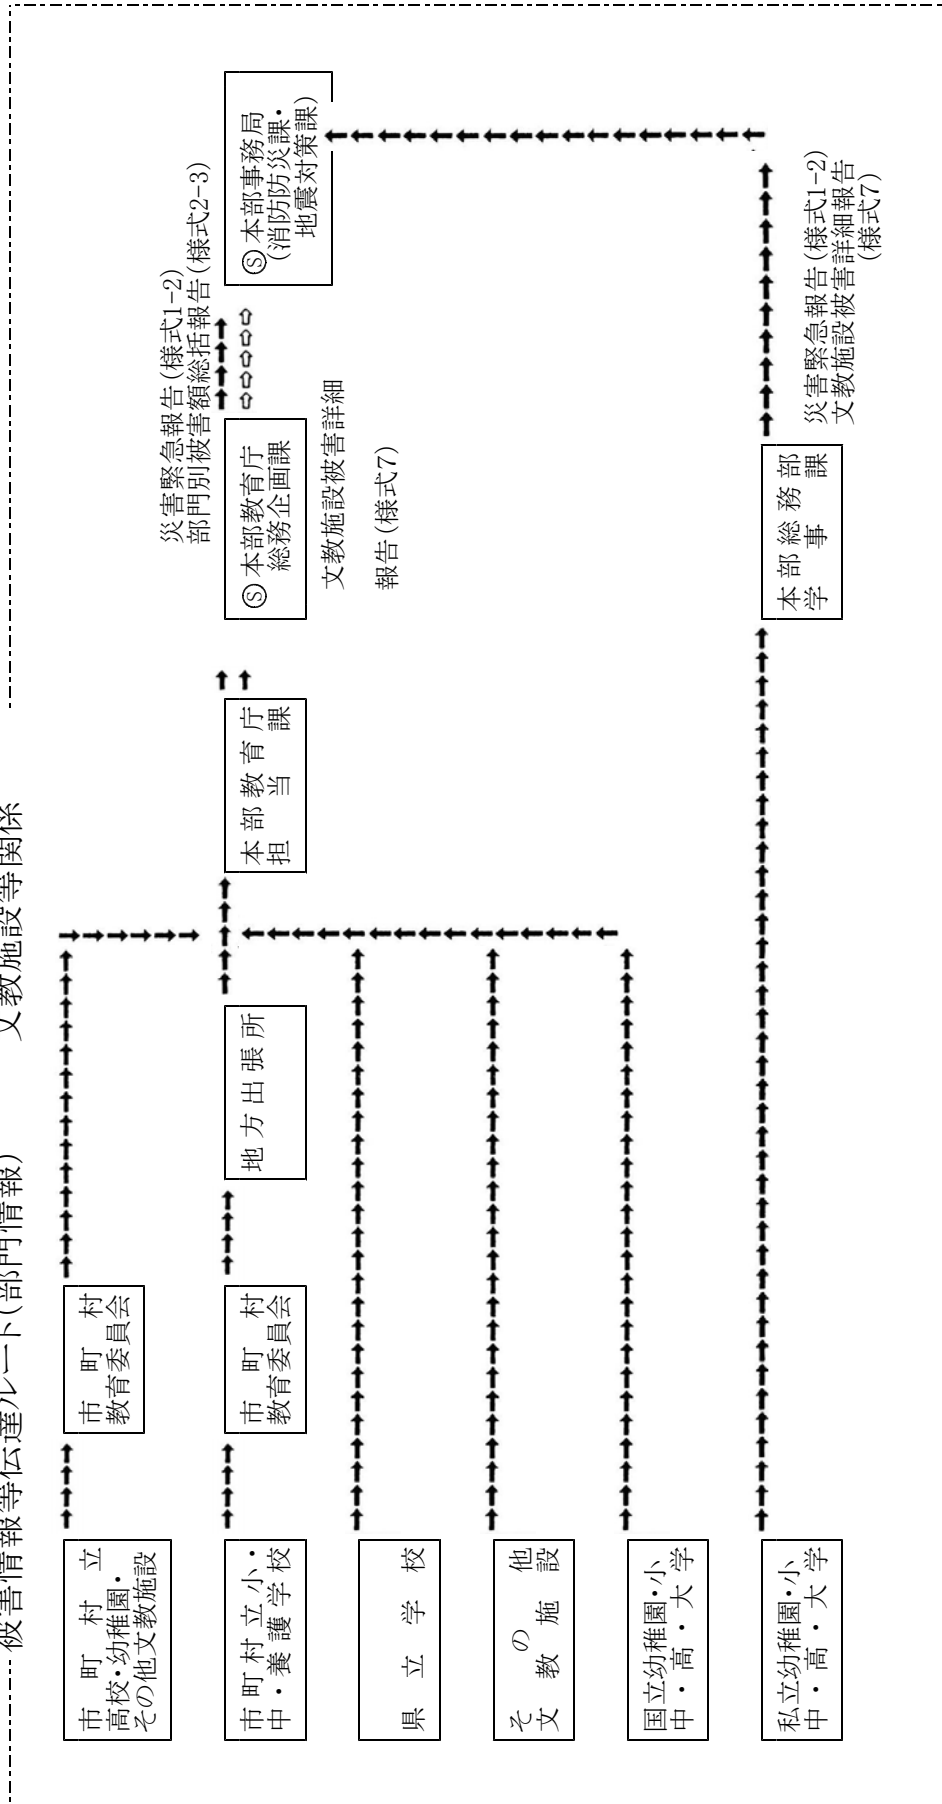 被害情報等伝達ルート(部門情報)　　文教施設等関係
市町村立
高校・幼稚園・
その他文教施設
市町村
教育委員会
市町村立小・
中・養護学校
市町村
教育委員会
地方出張所
本部教育庁
担当課
Ⓢ本部教育庁
総務企画課
災害緊急報告(様式1-2)
部門別被害額総括報告(様式2-3)
文教施設被害詳細
報告(様式7)
Ⓢ本部事務局
(消防防災課・
地震対策課)
県立学校
その他
文教施設
国立幼稚園・小
中・高・大学
私立幼稚園・小
中・高・大学
本部総務部
学事課
災害緊急報告(様式1-2)
文教施設被害詳細報告
(様式7)